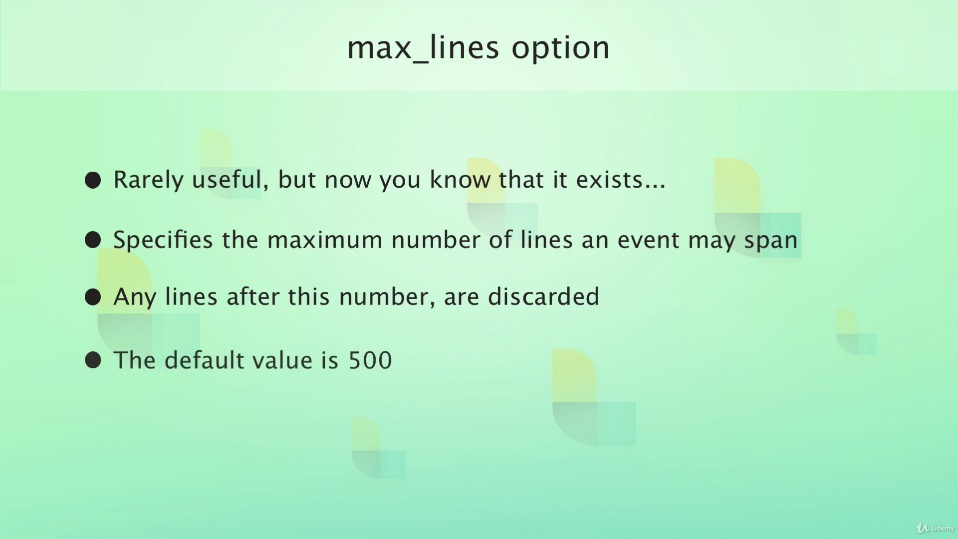 max_lines option
● Rarely useful, but now you know that it exists...
● Specifies the maximum number of lines an event may span
● Any lines after this number, are discarded
● The default value is 500
Udemy